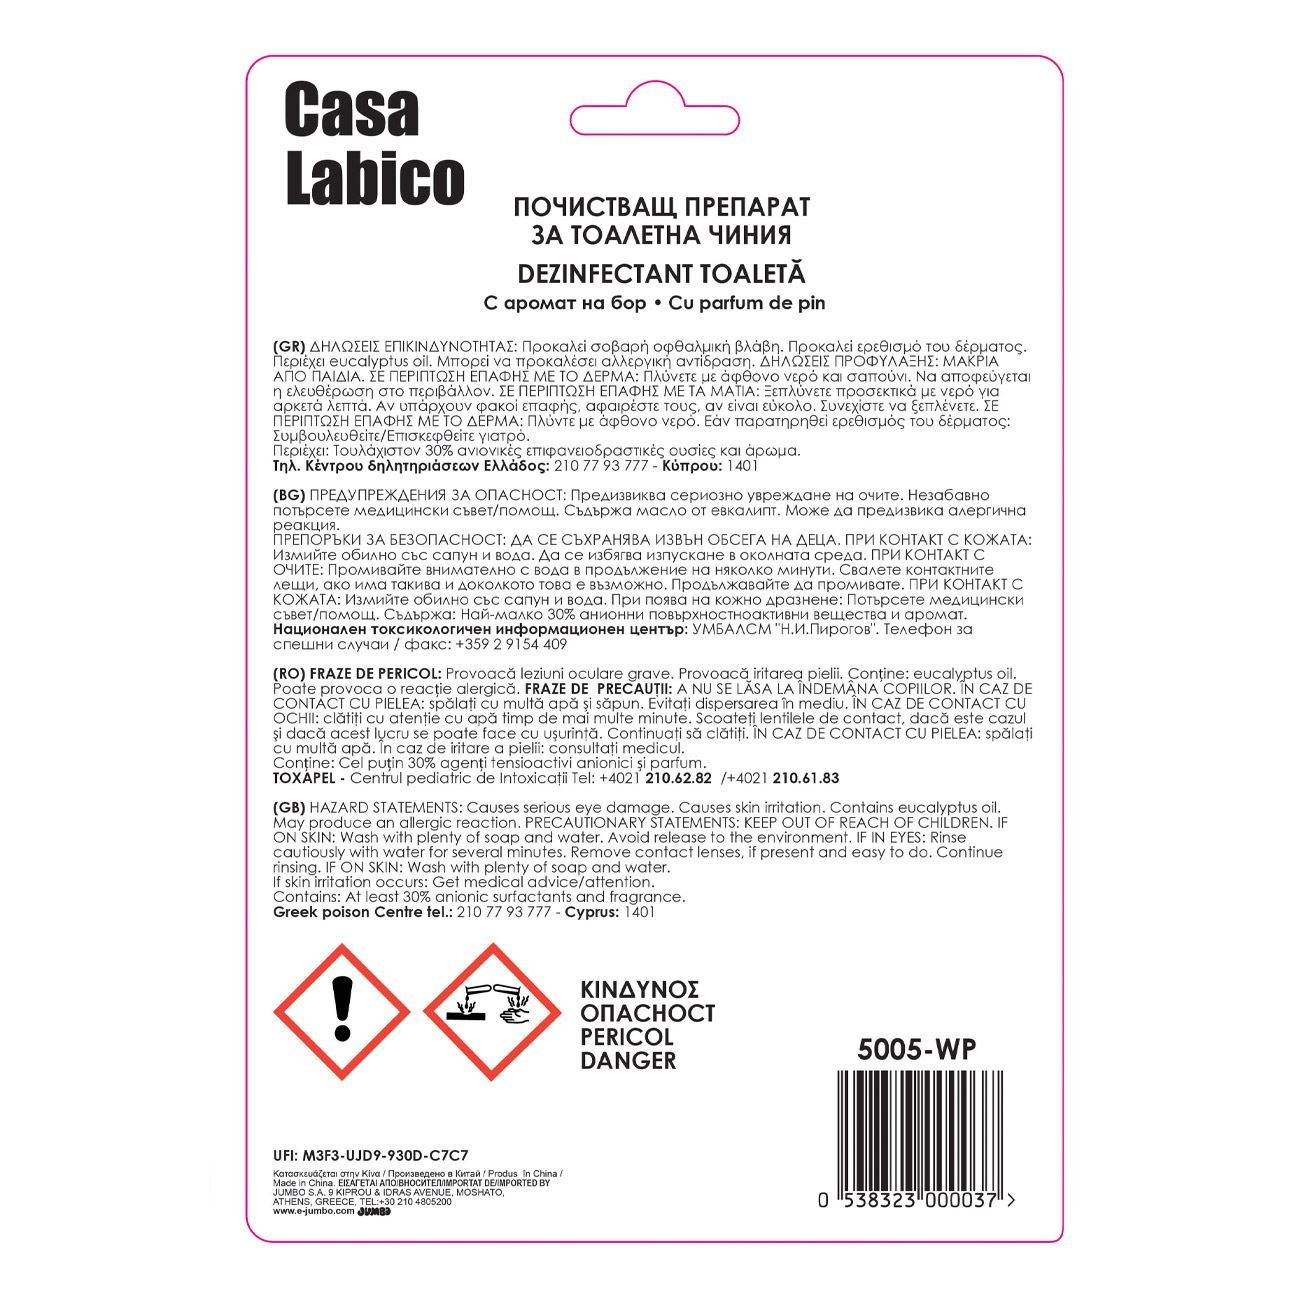 Casa
Labico
ПОЧИСТВАЩ ПРЕПАРАТ
ЗА ТОАЛЕТНА ЧИНИЯ
DEZINFECTANT TOALETĂ
С аромат на бор • Cu parfum de pin
(GR) ΔΗΛΩΣΕΙΣ ΕΠΙΚΙΝΔΥΝΟΤΗΤΑΣ: Προκαλεί σοβαρή οφθαλμική βλάβη. Προκαλεί ερεθισμό του δέρματος.
Περιέχει eucalyptus oil. Μπορεί να προκαλέσει αλλεργική αντίδραση. ΔΗΛΩΣΕΙΣ ΠΡΟΦΥΛΑΞΗΣ: ΜΑΚΡΙΑ
ΑΠΟ ΠΑΙΔΙΑ. ΣΕ ΠΕΡΙΠΤΩΣΗ ΕΠΑΦΗΣ ΜΕ ΤΟ ΔΕΡΜΑ: Πλύνετε με άφθονο νερό και σαπούνι. Να αποφεύγεται
η ελευθέρωση στο περιβάλλον. ΣΕ ΠΕΡΙΠΤΩΣΗ ΕΠΑΦΗΣ ΜΕ ΤΑ ΜΑΤΙΑ: Ξεπλύνετε προσεκτικά με νερό για
αρκετά λεπτά. Αν υπάρχουν φακοί επαφής, αφαιρέστε τους, αν είναι εύκολο. Συνεχίστε να ξεπλένετε. ΣΕ
ΠΕΡΙΠΤΩΣΗ ΕΠΑΦΗΣ ΜΕ ΤΟ ΔΕΡΜΑ: Πλύντε με άφθονο νερό. Εάν παρατηρηθεί ερεθισμός του δέρματος:
Συμβουλευθείτε/Επισκεφθείτε γιατρό.
Περιέχει: Τουλάχιστον 30% ανιονικές επιφανειοδραστικές ουσίες και άρωμα.
Τηλ. Κέντρου δηλητηριάσεων Ελλάδος: 210 77 93 777 - Κύπρου: 1401
(BG) ПРЕДУПРЕЖДЕНИЯ ЗА ОПАСНОСТ: Предизвиква сериозно увреждане на очите. Незабавно
потърсете медицински съвет/помощ. Съдържа масло от евкалипт. Може да предизвика алергична
реакция.
ПРЕПОРЪКИ ЗА БЕЗОПАСНОСТ: ДА СЕ СЪХРАНЯВА ИЗВЪН ОБСЕГА НА ДЕЦА. ПРИ КОНТАКТ С КОЖАТА:
Измийте обилно със сапун и вода. Да се избягва изпускане в околната среда. ПРИ КОНТАКТ С
ОЧИТЕ: Промивайте внимателно с вода в продължение на няколко минути. Свалете контактните
лещи, ако има такива и доколкото това е възможно. Продължавайте да промивате. ПРИ КОНТАКТ С
КОЖАТА: Измийте обилно със сапун и вода. При поява на кожно дразнене: Потърсете медицински
съвет/помощ. Съдържа: Най-малко 30% анионни повърхностноактивни вещества и аромат.
Национален токсикологичен информационен център: УМБАЛСМ "Н.И.Пирогов". Телефон за
спешни случаи / факс: +359 2 9154 409
(RO) FRAZE DE PERICOL: Provoacă leziuni oculare grave. Provoacă iritarea pielii. Conține: eucalyptus oil.
Poate provoca o reacție alergică. FRAZE DE PRECAUȚII: A NU SE LĂSA LA ÎNDEMÂNA COPIILOR. ÎN CAZ DE
CONTACT CU PIELEA: spălați cu multă apă și săpun. Evitați dispersarea în mediu. ÎN CAZ DE CONTACT CU
OCHII: clătiți cu atenție cu apă timp de mai multe minute. Scoateți lentilele de contact, dacă este cazul
și dacă acest lucru se poate face cu ușurință. Continuați să clătiți. ÎN CAZ DE CONTACT CU PIELEA: spălați
cu multă apă. În caz de iritare a pielii: consultați medicul.
Conține: Cel puțin 30% agenți tensioactivi anionici și parfum.
TOXAPEL - Centrul pediatric de Intoxicații Tel: +4021 210.62.82 /+4021 210.61.83
(GB) HAZARD STATEMENTS: Causes serious eye damage. Causes skin irritation. Contains eucalyptus oil.
May produce an allergic reaction. PRECAUTIONARY STATEMENTS: KEEP OUT OF REACH OF CHILDREN. IF
ON SKIN: Wash with plenty of soap and water. Avoid release to the environment. IF IN EYES: Rinse
cautiously with water for several minutes. Remove contact lenses, if present and easy to do. Continue
rinsing. IF ON SKIN: Wash with plenty of soap and water.
If skin irritation occurs: Get medical advice/attention.
Contains: At least 30% anionic surfactants and fragrance.
Greek poison Centre tel.: 210 77 93 777 - Cyprus: 1401
ΚΙΝΔΥΝΟΣ
ОПАСНОСТ
PERICOL
DANGER
5005-WP
0 538323 000037 >
UFI: M3F3-UJD9-930D-C7C7
Κατασκευάζεται στην Κίνα / Произведено в Китай / Produs în China /
Made in China. ΕΙΣΑΓΕΤΑΙ ΑΠΟ/ВНОСИТЕЛ/IMPORTAT DE/IMPORTED BY
JUMBO S.A. 9 KIPROU & IDRAS AVENUE, MOSHATO,
ATHENS, GREECE, TEL:+30 210 4805200
www.e-jumbo.com JUMBO